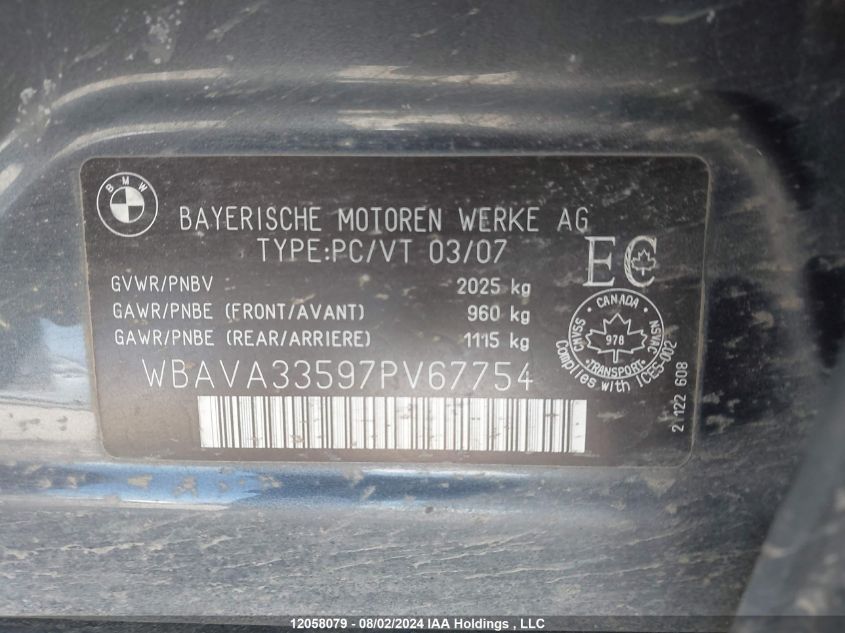 BMW
BAYERISCHE MOTOREN WERKE AG
TYPE:PC/VT 03/07
EC
GVWR/PNBV 2025 kg
GAWR/PNBE (FRONT/AVANT) 960 kg
GAWR/PNBE (REAR/ARRIERE) 1115 kg
WBAVA33597PV67754
CANADA
CMVSS
NSVAC
978
TRANSPORT
Complies with ICES-002
2 122 608
12058079 - 08/02/2024 IAA Holdings , LLC